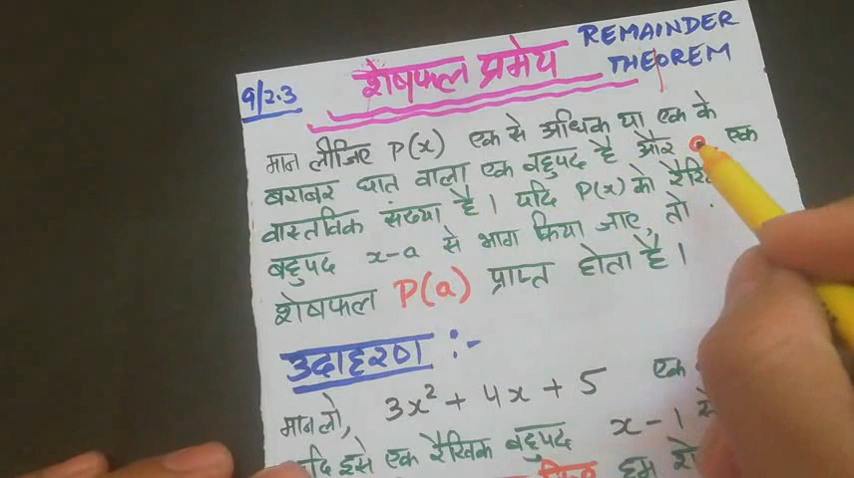 9/2.3
शेषफल प्रमेय
REMAINDER
THEOREM
मान लीजिए P(x) एक से अधिक या एक के
बराबर घात वाला एक बहुपद है और एक
वास्तविक संख्या है । यदि P(x) को
बहुपद x-a से भाग किया जाए, तो
शेषफल P(a) प्राप्त होता है ।
उदाहरण :-
मान लो, 3x² + 4x + 5 एक
इसे एक रैखिक बहुपद x-1 से
हम